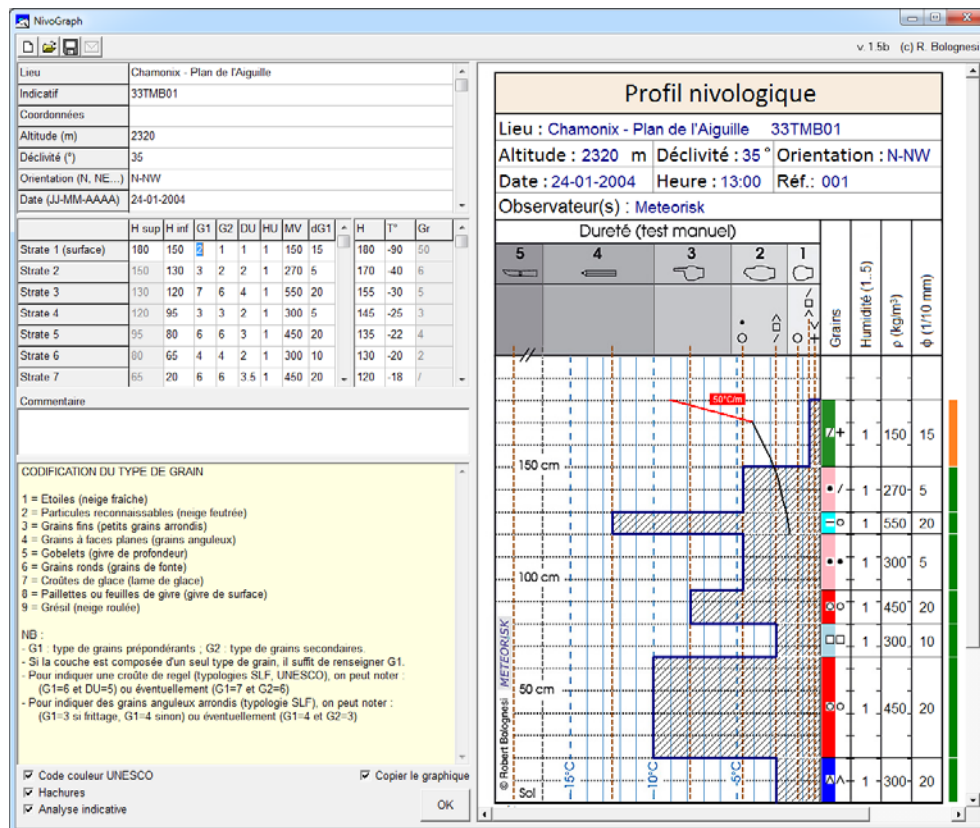 NivoGraph
v. 1.5b (c) R. Bolognesi
Lieu Chamonix - Plan de l'Aiguille
Indicatif 33TMB01
Coordonnées
Altitude (m) 2320
Déclivité (°) 35
Orientation (N, NE...) N-NW
Date (JJ-MM-AAAA) 24-01-2004
H sup H inf G1 G2 DU HU MV dG1 H T° Gr
Strate 1 (surface) 180 150 2 1 1 1 150 15 180 -90 50
Strate 2 150 130 3 2 2 1 270 5 170 -40 6
Strate 3 130 120 7 6 4 1 550 20 155 -30 5
Strate 4 120 95 3 3 2 1 300 5 145 -25 3
Strate 5 95 80 6 6 3 1 450 20 135 -22 4
Strate 6 80 65 4 4 2 1 300 10 130 -20 2
Strate 7 65 20 6 6 3.5 1 450 20 120 -18 /
Commentaire
CODIFICATION DU TYPE DE GRAIN
1 = Etoiles (neige fraîche)
2 = Particules reconnaissables (neige feutrée)
3 = Grains fins (petits grains arrondis)
4 = Grains à faces planes (grains anguleux)
5 = Gobelets (givre de profondeur)
6 = Grains ronds (grains de fonte)
7 = Croûtes de glace (lame de glace)
8 = Paillettes ou feuilles de givre (givre de surface)
9 = Grésil (neige roulée)
NB :
- G1 : type de grains prépondérants ; G2 : type de grains secondaires.
- Si la couche est composée d'un seul type de grain, il suffit de renseigner G1.
- Pour indiquer une croûte de regel (typologies SLF, UNESCO), on peut noter :
(G1=6 et DU=5) ou éventuellement (G1=7 et G2=6)
- Pour indiquer des grains anguleux arrondis (typologie SLF), on peut noter :
(G1=3 si frittage, G1=4 sinon) ou éventuellement (G1=4 et G2=3)
Code couleur UNESCO
Copier le graphique
Hachures
Analyse indicative
OK
Profil nivologique
Lieu : Chamonix - Plan de l'Aiguille 33TMB01
Altitude : 2320 m Déclivité : 35 ° Orientation : N-NW
Date : 24-01-2004 Heure : 13:00 Réf.: 001
Observateur(s) : Meteorisk
Dureté (test manuel)
5 4 3 2 1
Grains
Humidité (1..5)
ρ (kg/m³)
ϕ (1/10 mm)
50°C/m
1 150 15
150 cm
1 270 5
1 550 20
1 300 5
100 cm
1 450 20
1 300 10
50 cm
1 450 20
1 300 20
-15°C -10°C -5°C
Sol
© Robert Bolognesi METEORISK